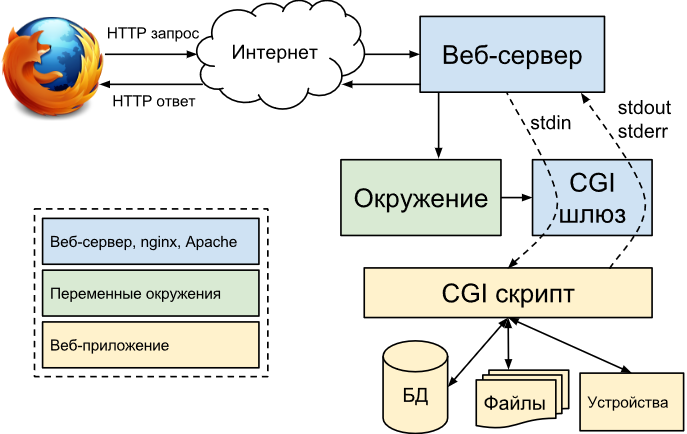 HTTP запрос
Интернет
HTTP ответ
Веб-сервер
stdin
stdout
stderr
Окружение
CGI
шлюз
Веб-сервер, nginx, Apache
Переменные окружения
Веб-приложение
CGI скрипт
БД
Файлы
Устройства